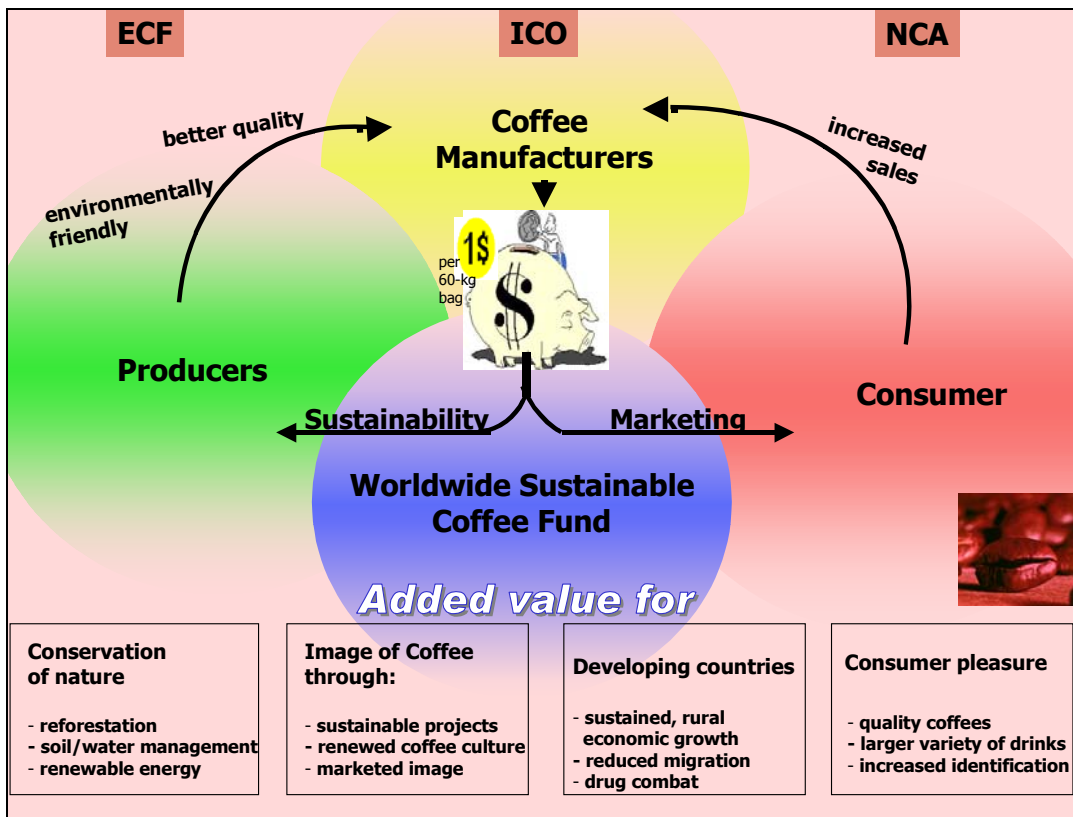 ECF
ICO
NCA
better quality
environmentally
friendly
Coffee
Manufacturers
increased
sales
1$
per
60-kg
bag
$
Producers
Consumer
Sustainability
Marketing
Worldwide Sustainable
Coffee Fund
Added value for
Conservation
of nature
- reforestation
- soil/water management
- renewable energy
Image of Coffee
through:
- sustainable projects
- renewed coffee culture
- marketed image
Developing countries
- sustained, rural
economic growth
- reduced migration
- drug combat
Consumer pleasure
- quality coffees
- larger variety of drinks
- increased identification